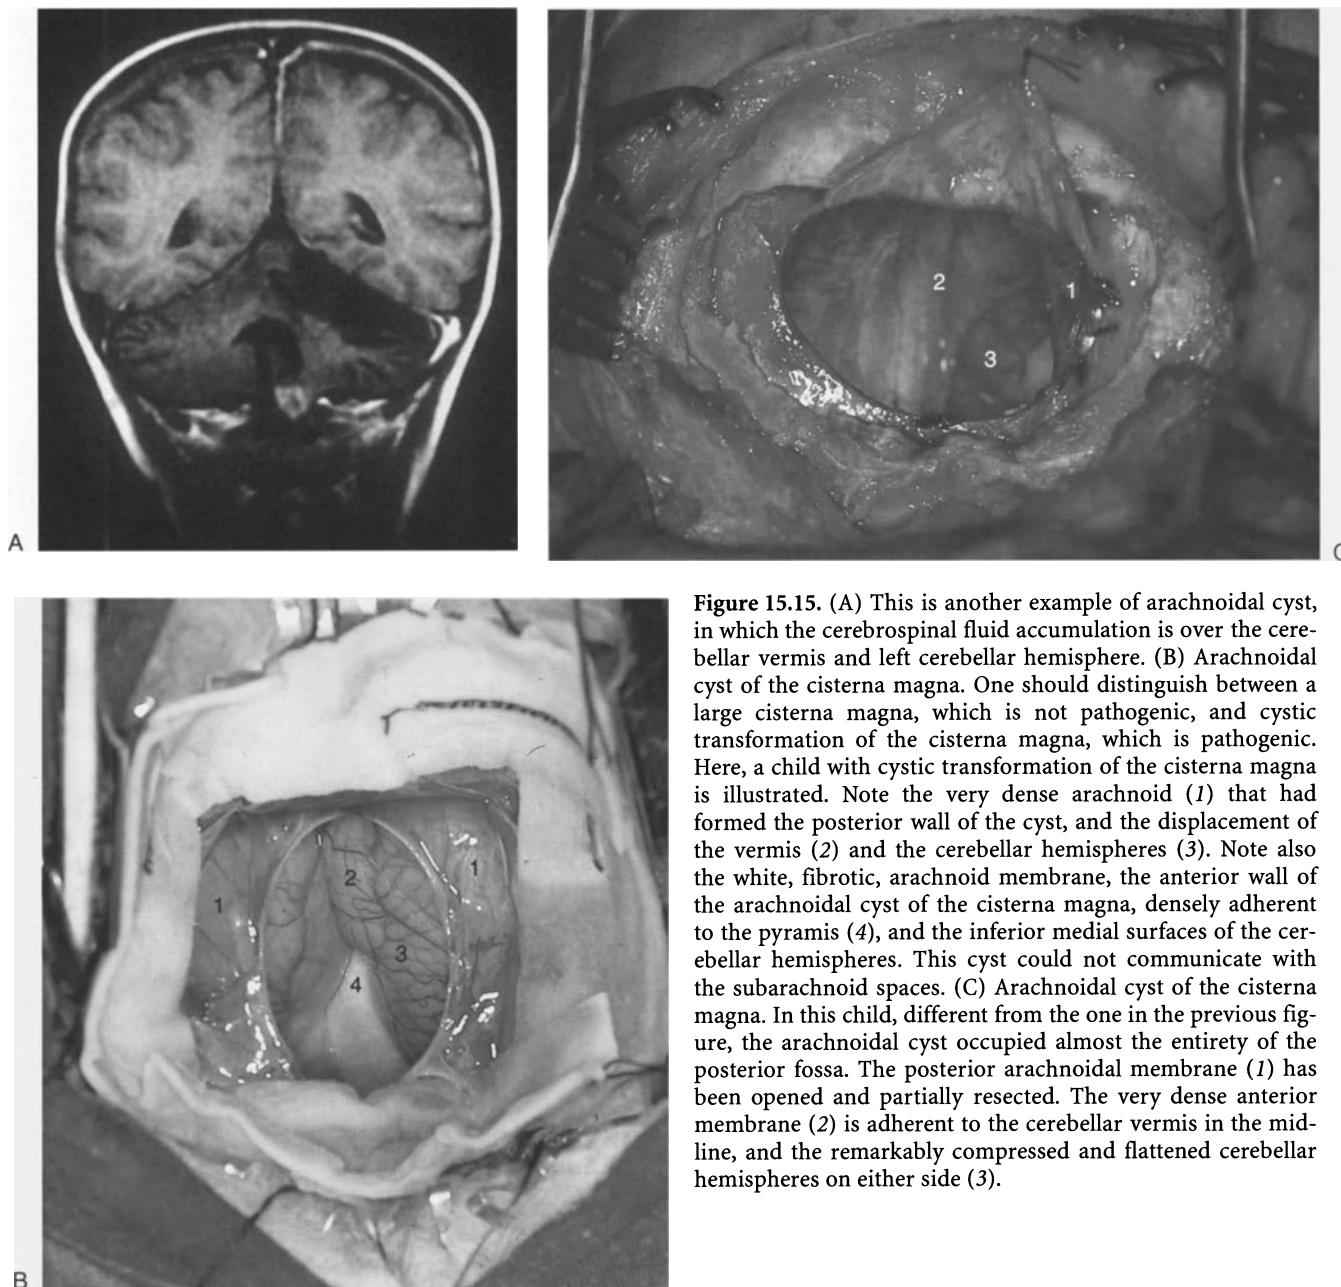 A
C
2
1
3
Figure 15.15. (A) This is another example of arachnoidal cyst,
in which the cerebrospinal fluid accumulation is over the cere-
bellar vermis and left cerebellar hemisphere. (B) Arachnoidal
cyst of the cisterna magna. One should distinguish between a
large cisterna magna, which is not pathogenic, and cystic
transformation of the cisterna magna, which is pathogenic.
Here, a child with cystic transformation of the cisterna magna
is illustrated. Note the very dense arachnoid (1) that had
formed the posterior wall of the cyst, and the displacement of
the vermis (2) and the cerebellar hemispheres (3). Note also
the white, fibrotic, arachnoid membrane, the anterior wall of
the arachnoidal cyst of the cisterna magna, densely adherent
to the pyramis (4), and the inferior medial surfaces of the cer-
ebellar hemispheres. This cyst could not communicate with
the subarachnoid spaces. (C) Arachnoidal cyst of the cisterna
magna. In this child, different from the one in the previous fig-
ure, the arachnoidal cyst occupied almost the entirety of the
posterior fossa. The posterior arachnoidal membrane (1) has
been opened and partially resected. The very dense anterior
membrane (2) is adherent to the cerebellar vermis in the mid-
line, and the remarkably compressed and flattened cerebellar
hemispheres on either side (3).
1
2
1
3
4
B